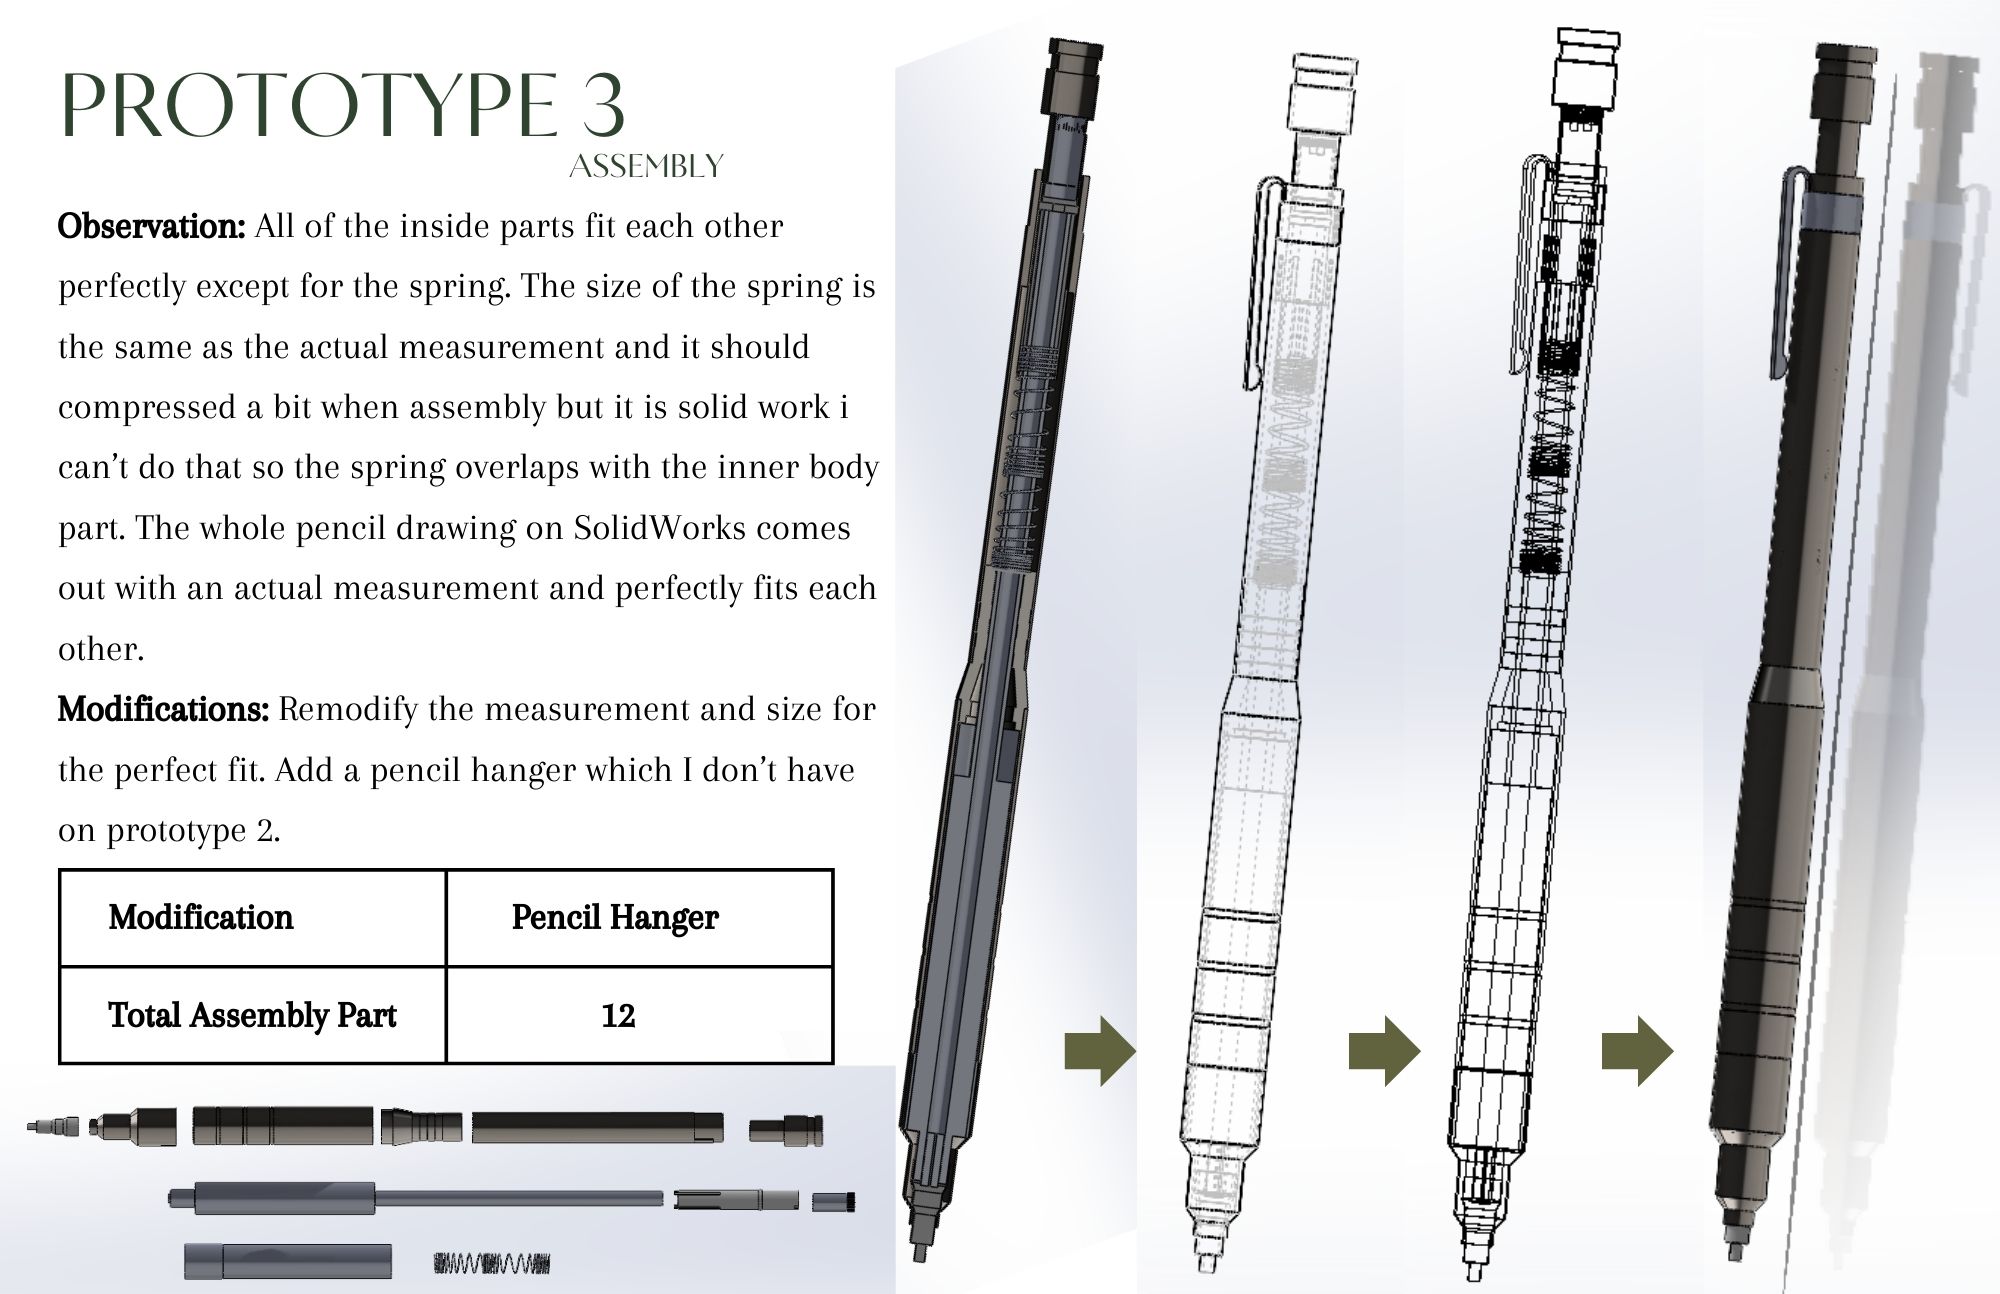 PROTOTYPE 3
ASSEMBLY
Observation: All of the inside parts fit each other
perfectly except for the spring. The size of the spring is
the same as the actual measurement and it should
compressed a bit when assembly but it is solid work i
can’t do that so the spring overlaps with the inner body
part. The whole pencil drawing on SolidWorks comes
out with an actual measurement and perfectly fits each
other.
Modifications: Remodify the measurement and size for
the perfect fit. Add a pencil hanger which I don’t have
on prototype 2.
Modification
Pencil Hanger
Total Assembly Part
12